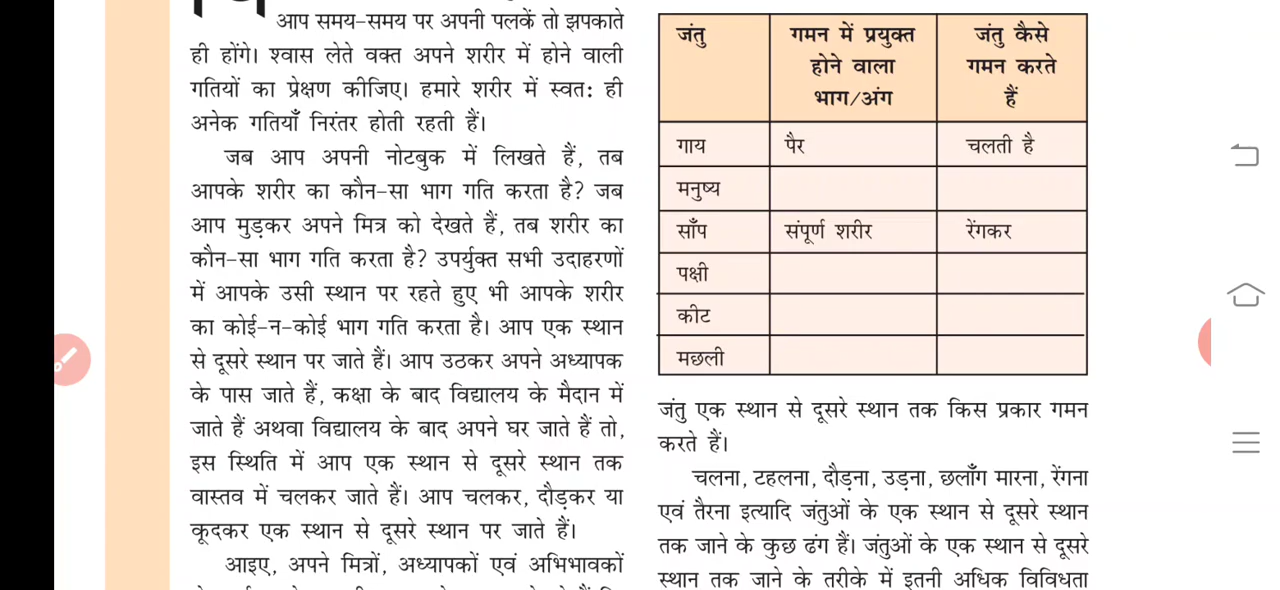 आप समय-समय पर अपनी पलकें तो झपकाते
ही होंगे। श्वास लेते वक्त अपने शरीर में होने वाली
गतियों का प्रेक्षण कीजिए। हमारे शरीर में स्वत: ही
अनेक गतियाँ निरंतर होती रहती हैं।
जब आप अपनी नोटबुक में लिखते हैं, तब
आपके शरीर का कौन-सा भाग गति करता है? जब
आप मुड़कर अपने मित्र को देखते हैं, तब शरीर का
कौन-सा भाग गति करता है? उपर्युक्त सभी उदाहरणों
में आपके उसी स्थान पर रहते हुए भी आपके शरीर
का कोई-न-कोई भाग गति करता है। आप एक स्थान
से दूसरे स्थान पर जाते हैं। आप उठकर अपने अध्यापक
के पास जाते हैं, कक्षा के बाद विद्यालय के मैदान में
जाते हैं अथवा विद्यालय के बाद अपने घर जाते हैं तो,
इस स्थिति में आप एक स्थान से दूसरे स्थान तक
वास्तव में चलकर जाते हैं। आप चलकर, दौड़कर या
कूदकर एक स्थान से दूसरे स्थान पर जाते हैं।
आइए, अपने मित्रों, अध्यापकों एवं अभिभावकों
जंतु गमन में प्रयुक्त जंतु कैसे
होने वाला गमन करते
भाग/अंग हैं
गाय पैर चलती है
मनुष्य
साँप संपूर्ण शरीर रेंगकर
पक्षी
कीट
मछली
जंतु एक स्थान से दूसरे स्थान तक किस प्रकार गमन
करते हैं।
चलना, टहलना, दौड़ना, उड़ना, छलाँग मारना, रेंगना
एवं तैरना इत्यादि जंतुओं के एक स्थान से दूसरे स्थान
तक जाने के कुछ ढंग हैं। जंतुओं के एक स्थान से दूसरे
स्थान तक जाने के तरीके में इतनी अधिक विविधता